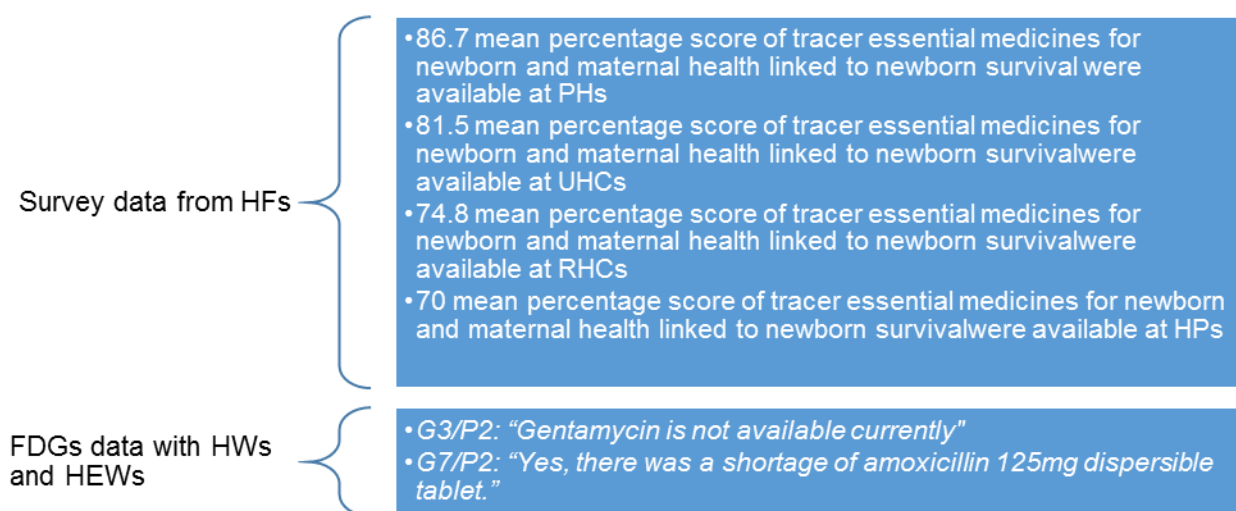 Survey data from HFs
•86.7 mean percentage score of tracer essential medicines for
newborn and maternal health linked to newborn survival were
available at PHs
•81.5 mean percentage score of tracer essential medicines for
newborn and maternal health linked to newborn survivalwere
available at UHCs
•74.8 mean percentage score of tracer essential medicines for
newborn and maternal health linked to newborn survivalwere
available at RHCs
•70 mean percentage score of tracer essential medicines for newborn
and maternal health linked to newborn survivalwere available at HPs
FDGs data with HWs
and HEWs
•G3/P2: “Gentamycin is not available currently"
•G7/P2: “Yes, there was a shortage of amoxicillin 125mg dispersible
tablet.”